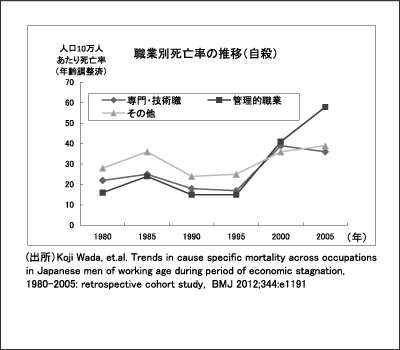 職業別死亡率の推移(自殺)
人口10万人
あたり死亡率
(年齢調整済)
70
60
50
40
30
20
10
0
専門・技術職 管理的職業
その他
1980 1985 1990 1995 2000 2005 (年)
(出所)Koji Wada, et.al. Trends in cause specific mortality across occupations
in Japanese men of working age during period of economic stagnation,
1980-2005: retrospective cohort study, BMJ 2012;344:e1191